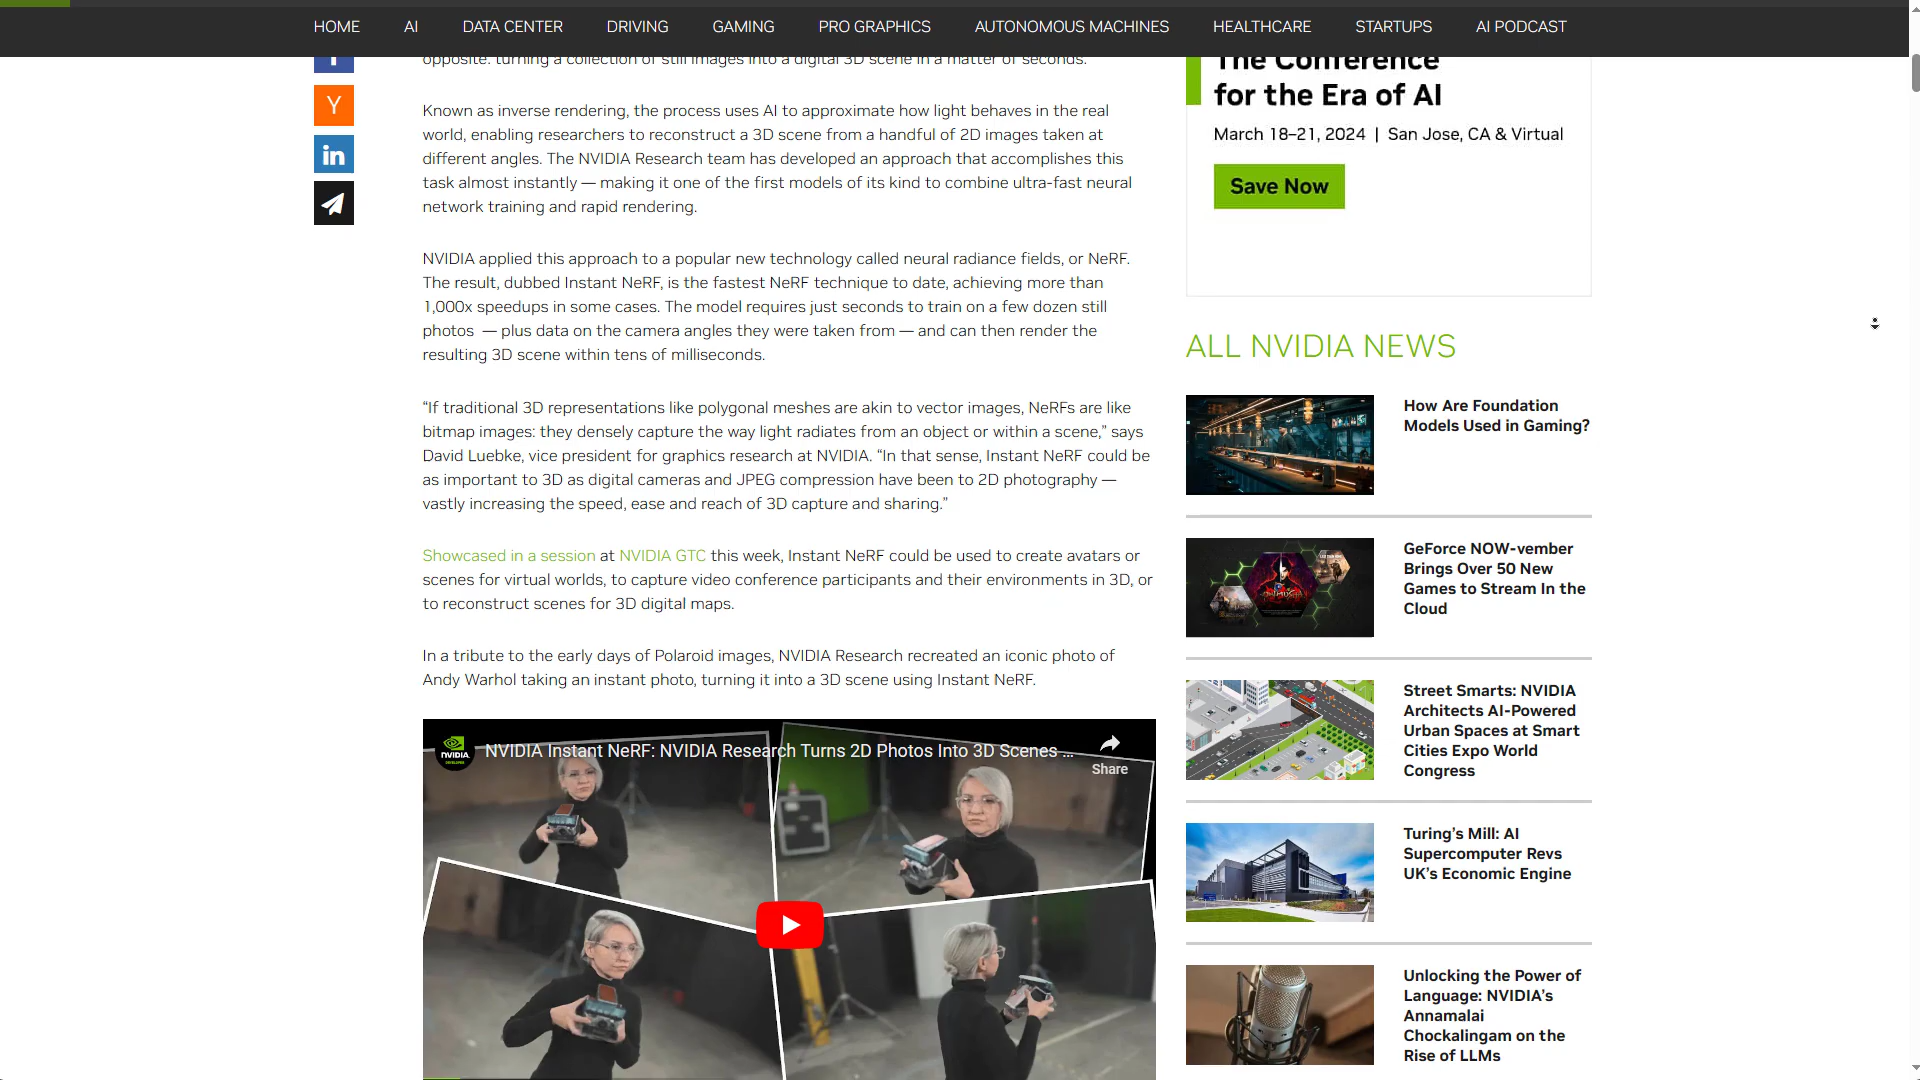 HOME AI DATA CENTER DRIVING GAMING PRO GRAPHICS AUTONOMOUS MACHINES HEALTHCARE STARTUPS AI PODCAST
opposite: turning a collection of still images into a digital 3D scene in a matter of seconds.
Known as inverse rendering, the process uses AI to approximate how light behaves in the real
world, enabling researchers to reconstruct a 3D scene from a handful of 2D images taken at
different angles. The NVIDIA Research team has developed an approach that accomplishes this
task almost instantly — making it one of the first models of its kind to combine ultra-fast neural
network training and rapid rendering.
NVIDIA applied this approach to a popular new technology called neural radiance fields, or NeRF.
The result, dubbed Instant NeRF, is the fastest NeRF technique to date, achieving more than
1,000x speedups in some cases. The model requires just seconds to train on a few dozen still
photos — plus data on the camera angles they were taken from — and can then render the
resulting 3D scene within tens of milliseconds.
“If traditional 3D representations like polygonal meshes are akin to vector images, NeRFs are like
bitmap images: they densely capture the way light radiates from an object or within a scene,” says
David Luebke, vice president for graphics research at NVIDIA. “In that sense, Instant NeRF could be
as important to 3D as digital cameras and JPEG compression have been to 2D photography —
vastly increasing the speed, ease and reach of 3D capture and sharing.”
Showcased in a session at NVIDIA GTC this week, Instant NeRF could be used to create avatars or
scenes for virtual worlds, to capture video conference participants and their environments in 3D, or
to reconstruct scenes for 3D digital maps.
In a tribute to the early days of Polaroid images, NVIDIA Research recreated an iconic photo of
Andy Warhol taking an instant photo, turning it into a 3D scene using Instant NeRF.
NVIDIA
DEVELOPER
NVIDIA Instant NeRF: NVIDIA Research Turns 2D Photos Into 3D Scenes ...
Share
Y
in
The Conference
for the Era of AI
March 18–21, 2024 | San Jose, CA & Virtual
Save Now
ALL NVIDIA NEWS
How Are Foundation
Models Used in Gaming?
GeForce NOW-vember
Brings Over 50 New
Games to Stream In the
Cloud
Street Smarts: NVIDIA
Architects AI-Powered
Urban Spaces at Smart
Cities Expo World
Congress
Turing’s Mill: AI
Supercomputer Revs
UK’s Economic Engine
Unlocking the Power of
Language: NVIDIA’s
Annamalai
Chockalingam on the
Rise of LLMs